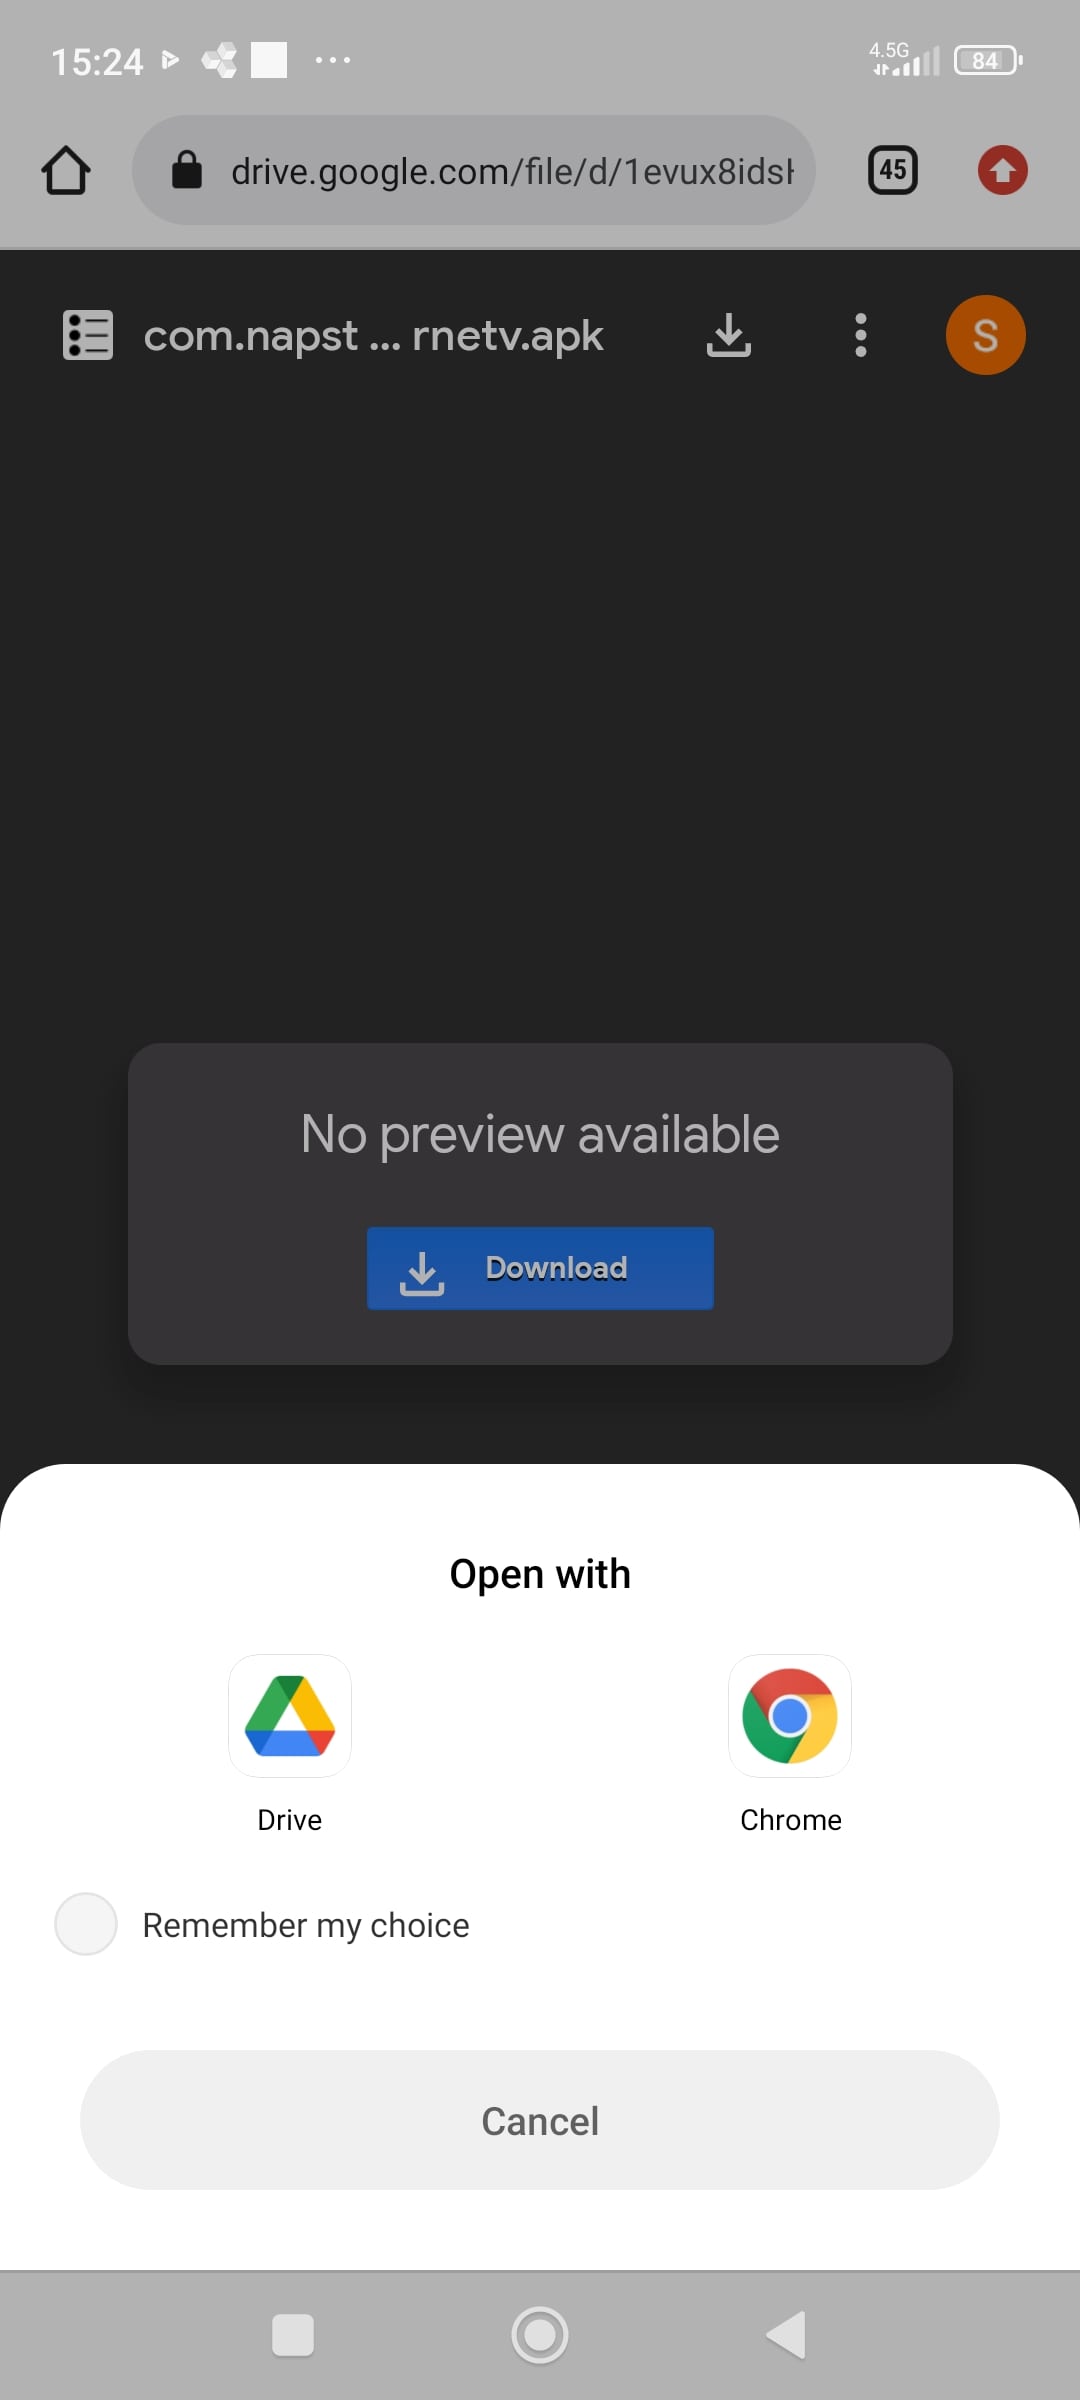 15:24
4.5G
84
drive.google.com/file/d/1evux8ids
45
com.napst ... rnetv.apk
S
No preview available
Download
Open with
Drive
Chrome
Remember my choice
Cancel